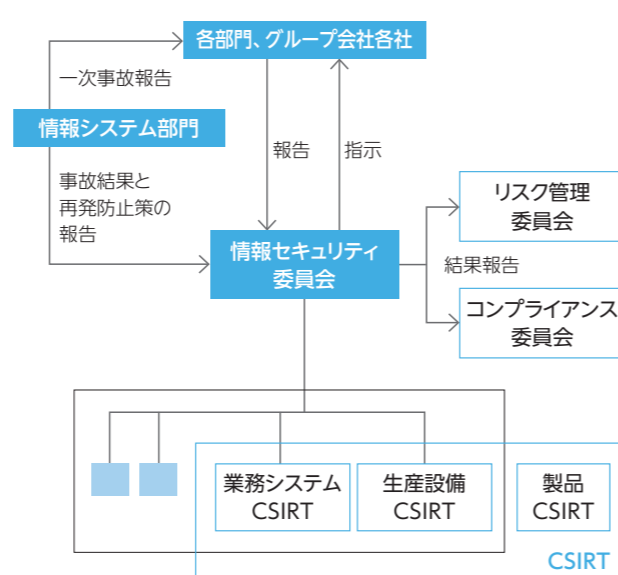 各部門、グループ会社各社
一次事故報告
情報システム部門
報告
指示
事故結果と
再発防止策の
報告
リスク管理
委員会
情報セキュリティ
委員会
結果報告
コンプライアンス
委員会
業務システム
CSIRT
生産設備
CSIRT
製品
CSIRT
CSIRT